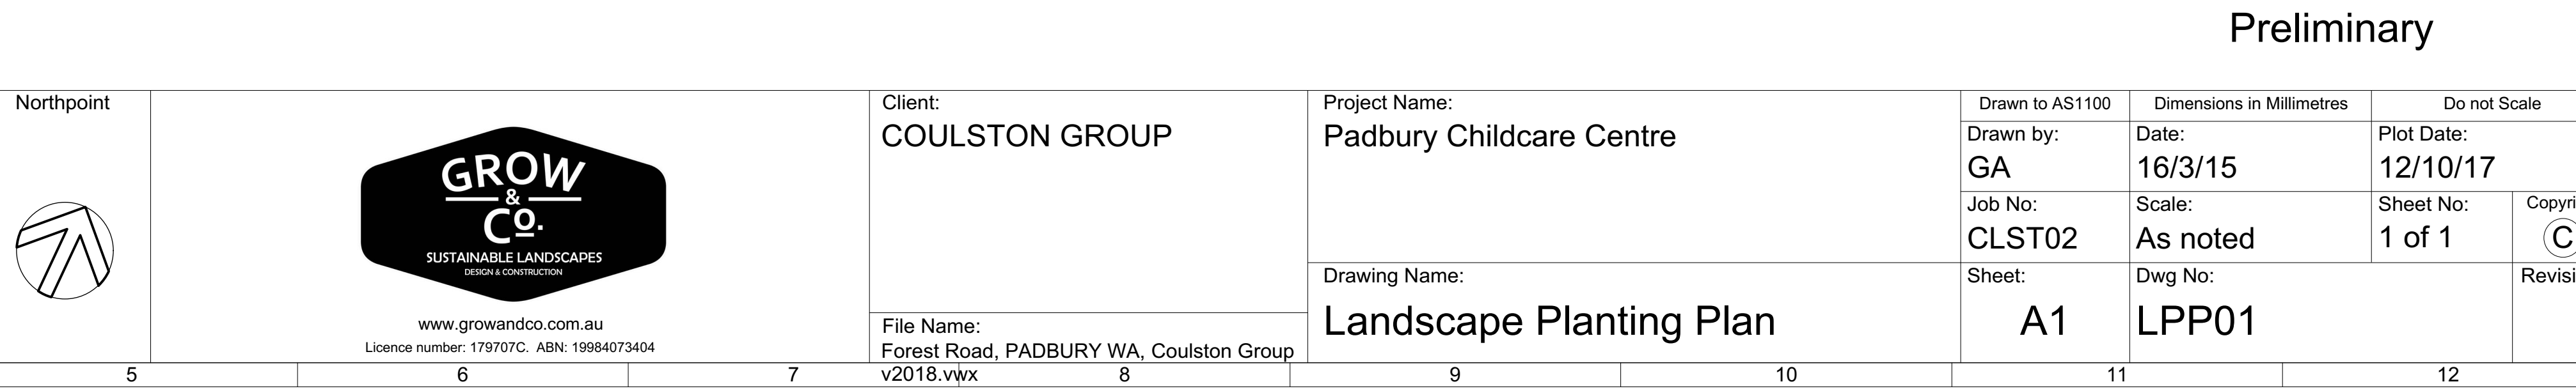 Preliminary
Northpoint
GROW
&
Co.
SUSTAINABLE LANDSCAPES
DESIGN & CONSTRUCTION
www.growandco.com.au
Licence number: 179707C. ABN: 19984073404
Client:
COULSTON GROUP
File Name:
Forest Road, PADBURY WA, Coulston Group
v2018.vwx
Project Name:
Padbury Childcare Centre
Drawing Name:
Landscape Planting Plan
Drawn to AS1100
Dimensions in Millimetres
Do not Scale
Drawn by:
GA
Date:
16/3/15
Plot Date:
12/10/17
Job No:
CLST02
Scale:
As noted
Sheet No:
1 of 1
Copyri
C
Sheet:
A1
Dwg No:
LPP01
Revisi
5 6 7 8 9 10 11 12